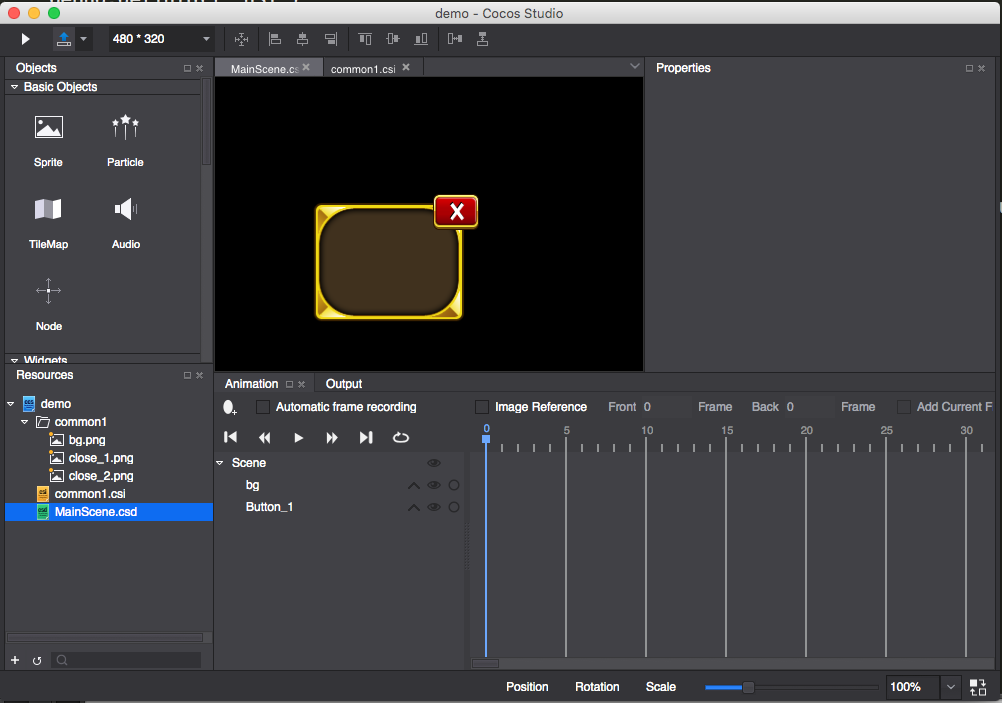 demo - Cocos Studio
480 * 320
Objects
MainScene.cs
common1.csi
Properties
Basic Objects
Sprite
Particle
TileMap
Audio
Node
Widgets
X
Resources
demo
common1
bg.png
close_1.png
close_2.png
common1.csi
MainScene.csd
Animation
Output
Automatic frame recording
Image Reference
Front 0
Frame
Back 0
Frame
Add Current F
0 5 10 15 20 25 30
Scene
bg
Button_1
Position
Rotation
Scale
100%